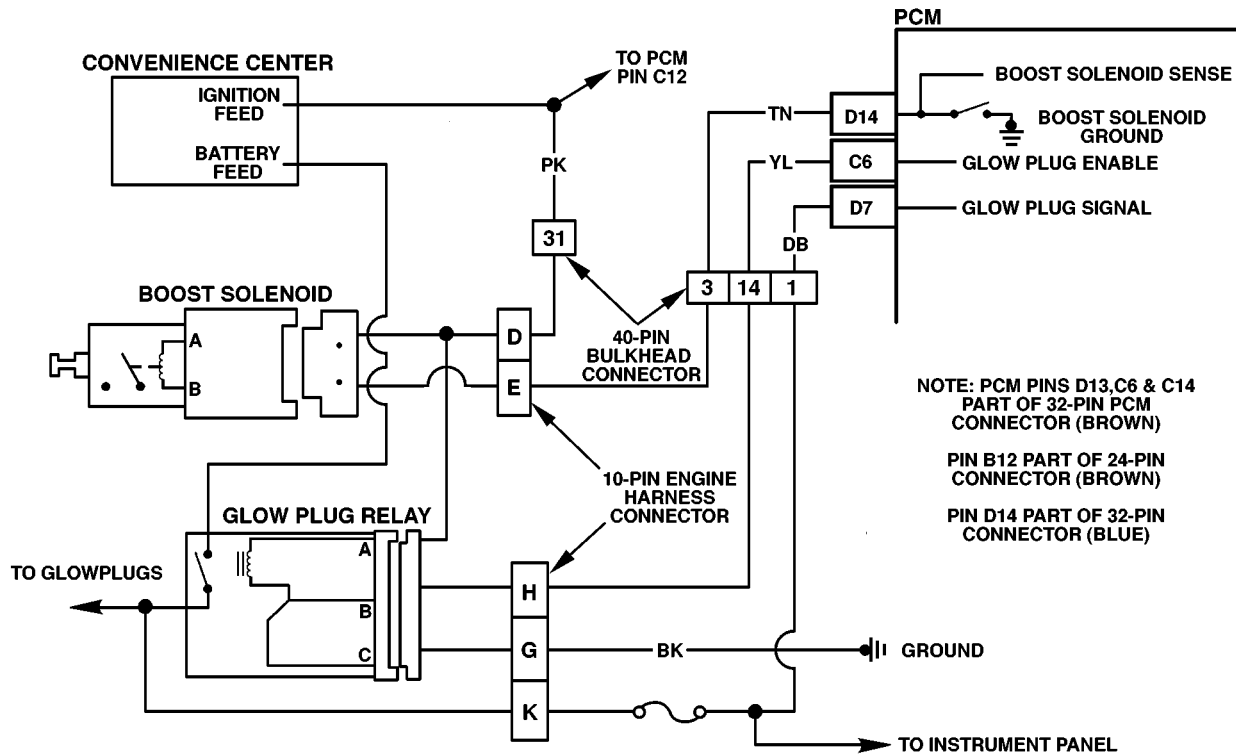 PCM
CONVENIENCE CENTER
IGNITION
FEED
BATTERY
FEED
TO PCM
PIN C12
PK
31
TN
YL
DB
D14
C6
D7
BOOST SOLENOID SENSE
BOOST SOLENOID
GROUND
GLOW PLUG ENABLE
GLOW PLUG SIGNAL
3
14
1
40-PIN
BULKHEAD
CONNECTOR
BOOST SOLENOID
A
B
D
E
NOTE: PCM PINS D13,C6 & C14
PART OF 32-PIN PCM
CONNECTOR (BROWN)
PIN B12 PART OF 24-PIN
CONNECTOR (BROWN)
PIN D14 PART OF 32-PIN
CONNECTOR (BLUE)
10-PIN ENGINE
HARNESS
CONNECTOR
GLOW PLUG RELAY
A
B
C
TO GLOWPLUGS
H
G
K
BK
GROUND
TO INSTRUMENT PANEL